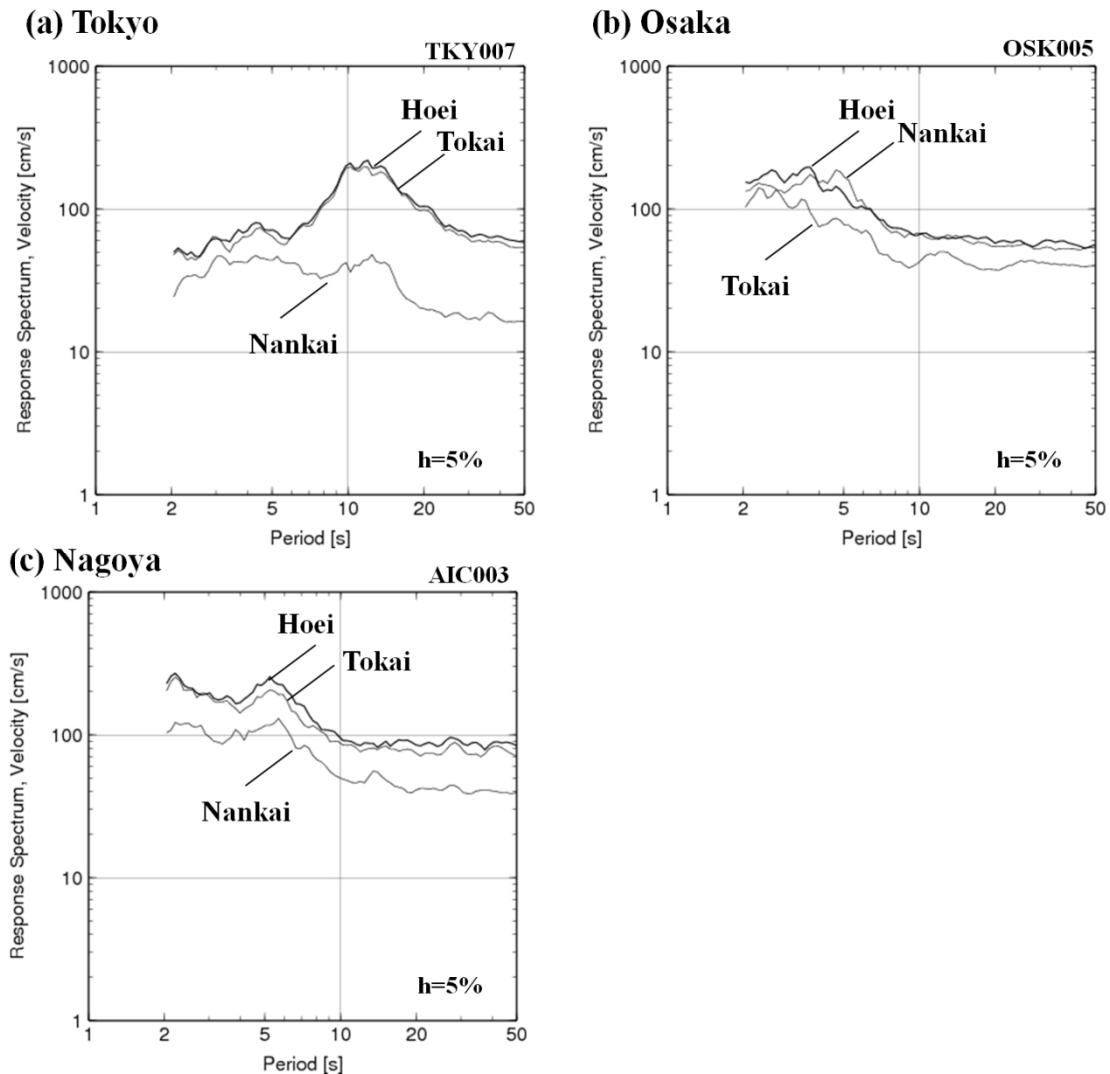 (a) Tokyo
TKY007
1000
100
10
1
Response Spectrum, Velocity [cm/s]
Hoei
Tokai
Nankai
h=5%
1 2 5 10 20 50
Period [s]
(b) Osaka
OSK005
1000
100
10
1
Response Spectrum, Velocity [cm/s]
Hoei
Nankai
Tokai
h=5%
1 2 5 10 20 50
Period [s]
(c) Nagoya
AIC003
1000
100
10
1
Response Spectrum, Velocity [cm/s]
Hoei
Tokai
Nankai
h=5%
1 2 5 10 20 50
Period [s]